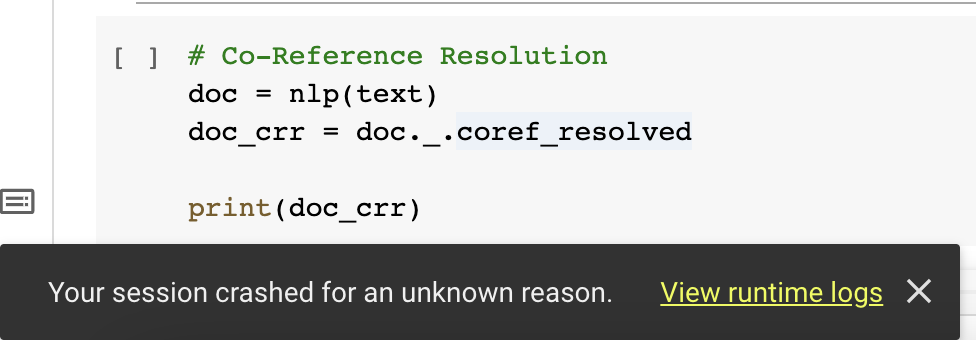 [ ] # Co-Reference Resolution
doc = nlp(text)
doc_crr = doc._.coref_resolved
print(doc_crr)
Your session crashed for an unknown reason. View runtime logs